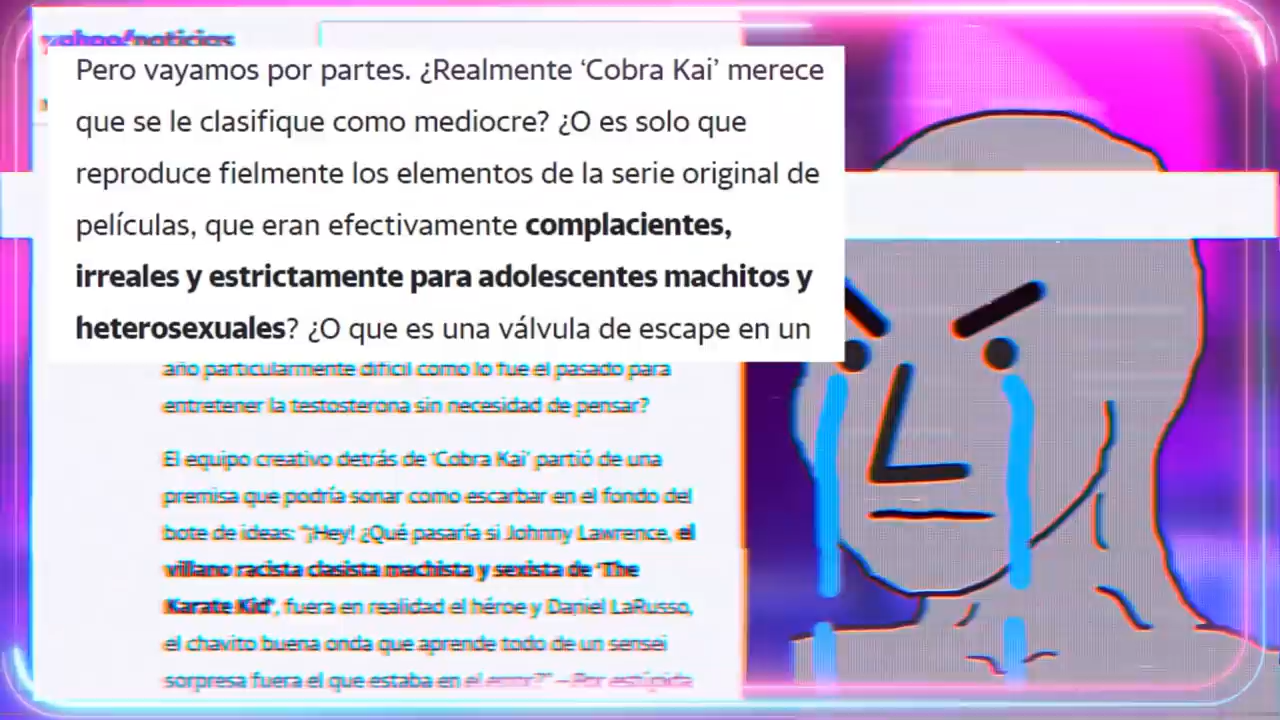 yahoo/noticias
Pero vayamos por partes. ¿Realmente ‘Cobra Kai’ merece
que se le clasifique como mediocre? ¿O es solo que
reproduce fielmente los elementos de la serie original de
películas, que eran efectivamente complacientes,
irreales y estrictamente para adolescentes machitos y
heterosexuales? ¿O que es una válvula de escape en un
año particularmente difícil como lo fue el pasado para
entretener la testosterona sin necesidad de pensar?
El equipo creativo detrás de ‘Cobra Kai’ partió de una
premisa que podría sonar como escarbar en el fondo del
bote de ideas: “¡Hey! ¿Qué pasaría si Johnny Lawrence, el
villano racista clasista machista y sexista de ‘The
Karate Kid’, fuera en realidad el héroe y Daniel LaRusso,
el chavito buena onda que aprende todo de un sensei
sorpresa fuera el que estaba en el error?” – Por estúpida